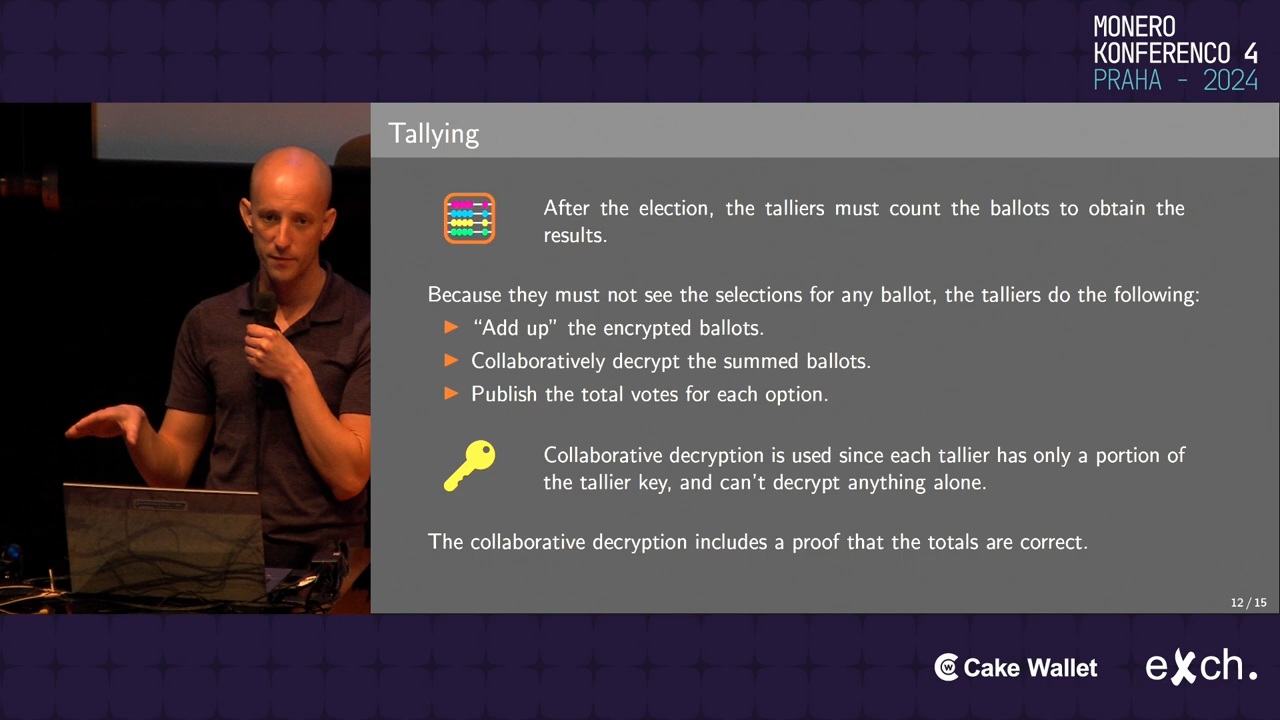 MONERO
KONFERENCO 4
PRAHA - 2024
Tallying
After the election, the talliers must count the ballots to obtain the
results.
Because they must not see the selections for any ballot, the talliers do the following:
“Add up” the encrypted ballots.
Collaboratively decrypt the summed ballots.
Publish the total votes for each option.
Collaborative decryption is used since each tallier has only a portion of
the tallier key, and can't decrypt anything alone.
The collaborative decryption includes a proof that the totals are correct.
12 / 15
Cake Wallet
exch.